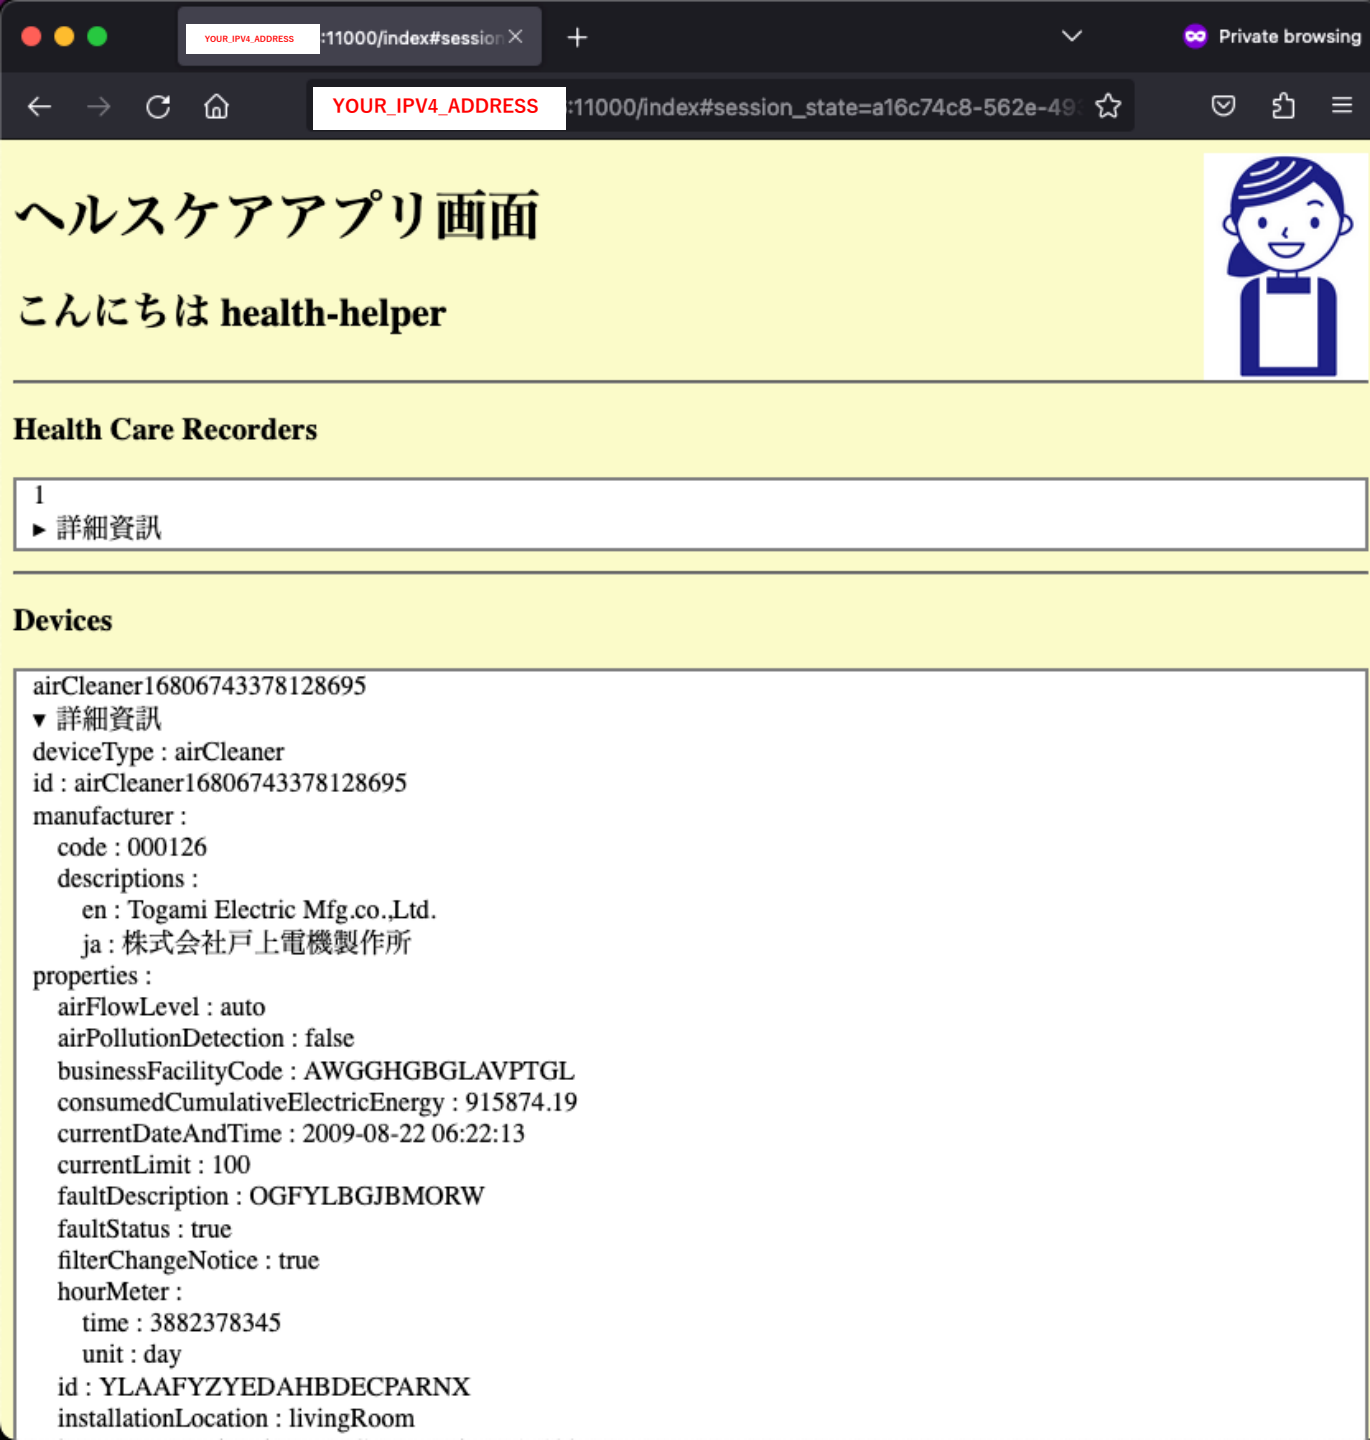 YOUR_IPV4_ADDRESS :11000/index#session
Private browsing
YOUR_IPV4_ADDRESS :11000/index#session_state=a16c74c8-562e-493
ヘルスケアアプリ画面
こんにちは health-helper
Health Care Recorders
1
▸ 詳細資訊
Devices
airCleaner16806743378128695
▾ 詳細資訊
deviceType : airCleaner
id : airCleaner16806743378128695
manufacturer :
code : 000126
descriptions :
en : Togami Electric Mfg.co.,Ltd.
ja : 株式会社戸上電機製作所
properties :
airFlowLevel : auto
airPollutionDetection : false
businessFacilityCode : AWGGHGBGLAVPTGL
consumedCumulativeElectricEnergy : 915874.19
currentDateAndTime : 2009-08-22 06:22:13
currentLimit : 100
faultDescription : OGFYLBGJBMORW
faultStatus : true
filterChangeNotice : true
hourMeter :
time : 3882378345
unit : day
id : YLAAFYZYEDAHBDECPARNX
installationLocation : livingRoom